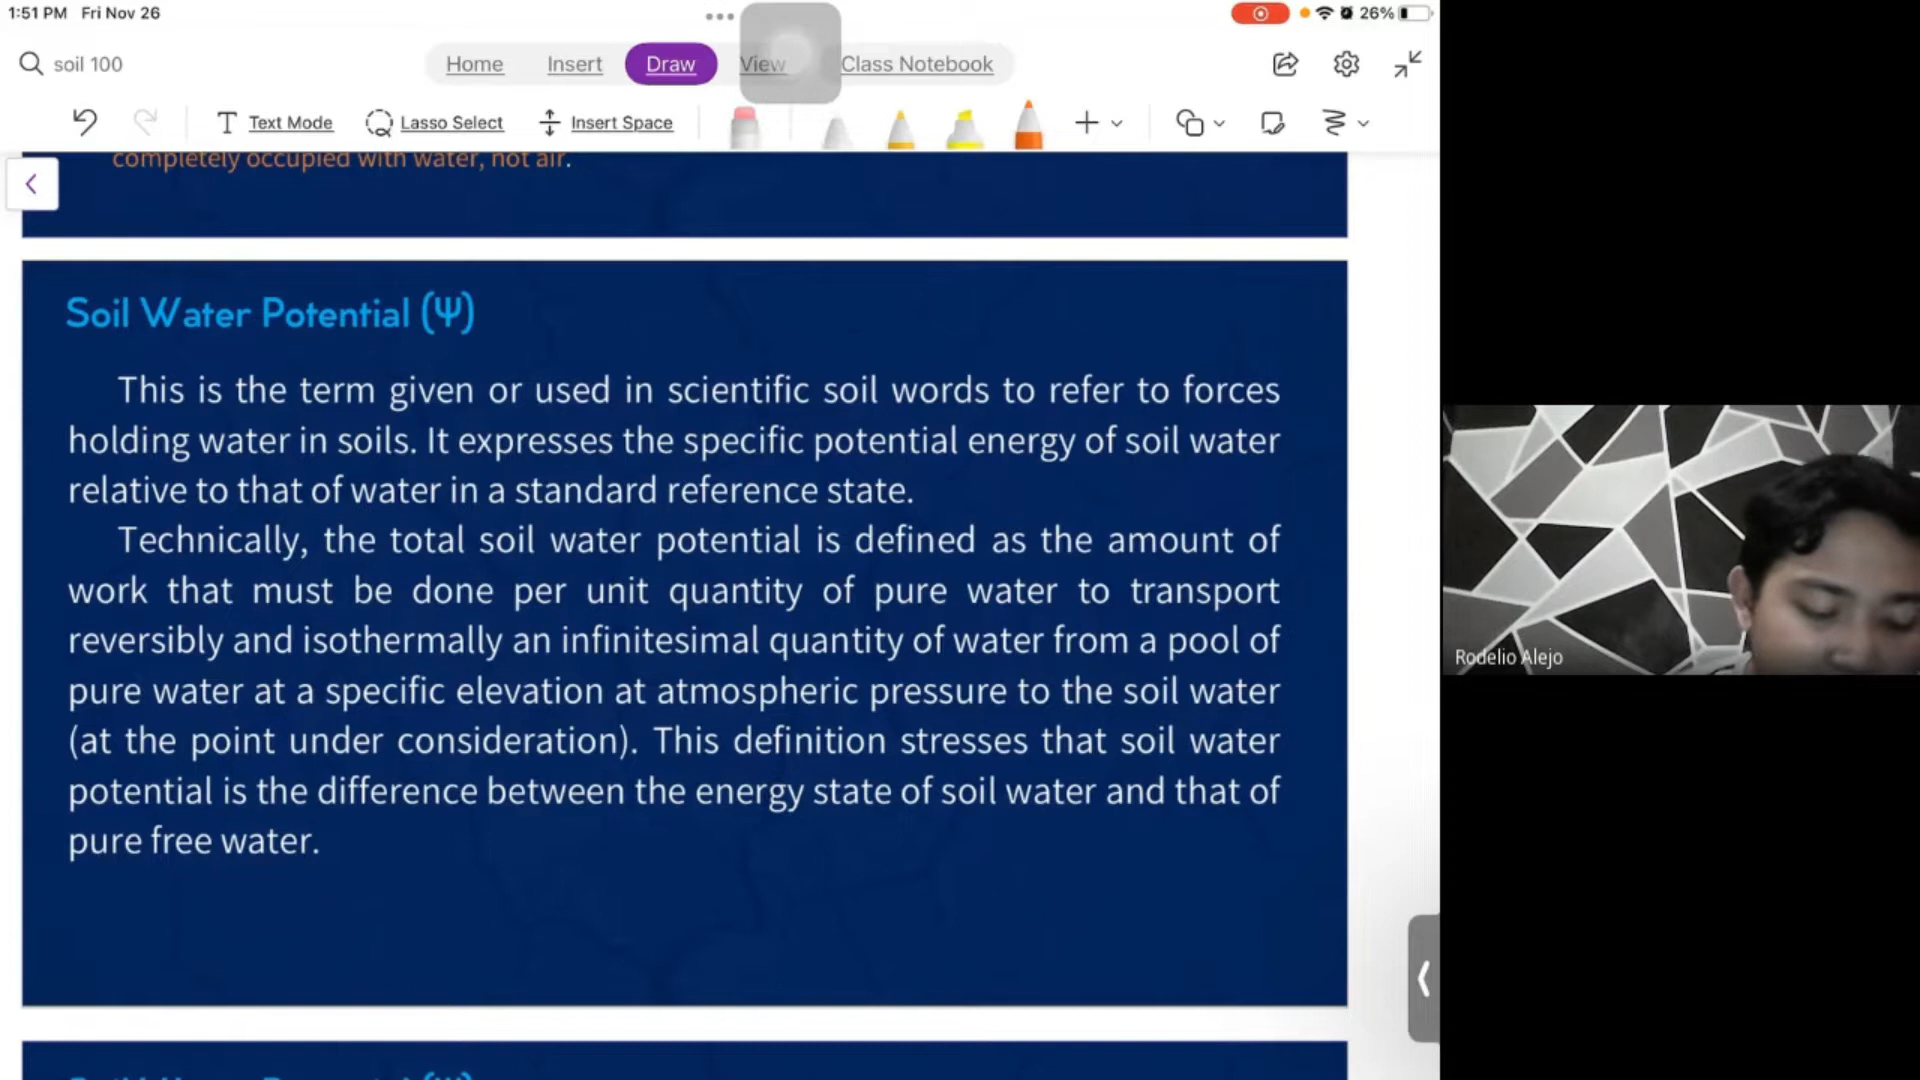 1:51 PM Fri Nov 26
26%
soil 100
Home Insert Draw View Class Notebook
Text Mode Lasso Select Insert Space
completely occupied with water, not air.
Soil Water Potential (Ψ)
This is the term given or used in scientific soil words to refer to forces
holding water in soils. It expresses the specific potential energy of soil water
relative to that of water in a standard reference state.
Technically, the total soil water potential is defined as the amount of
work that must be done per unit quantity of pure water to transport
reversibly and isothermally an infinitesimal quantity of water from a pool of
pure water at a specific elevation at atmospheric pressure to the soil water
(at the point under consideration). This definition stresses that soil water
potential is the difference between the energy state of soil water and that of
pure free water.
Rodelio Alejo